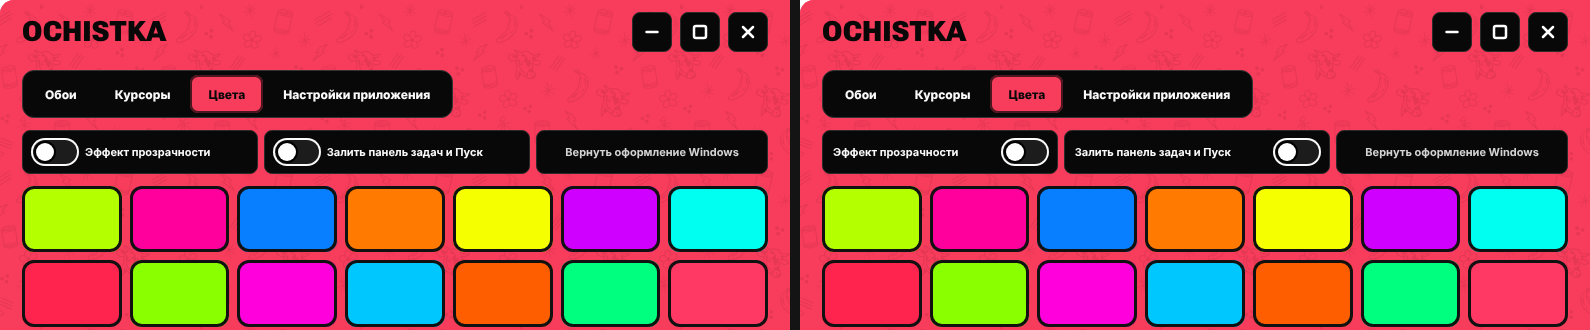 OCHISTKA
Обои Курсоры Цвета Настройки приложения
Эффект прозрачности Залить панель задач и Пуск Вернуть оформление Windows
OCHISTKA
Обои Курсоры Цвета Настройки приложения
Эффект прозрачности Залить панель задач и Пуск Вернуть оформление Windows